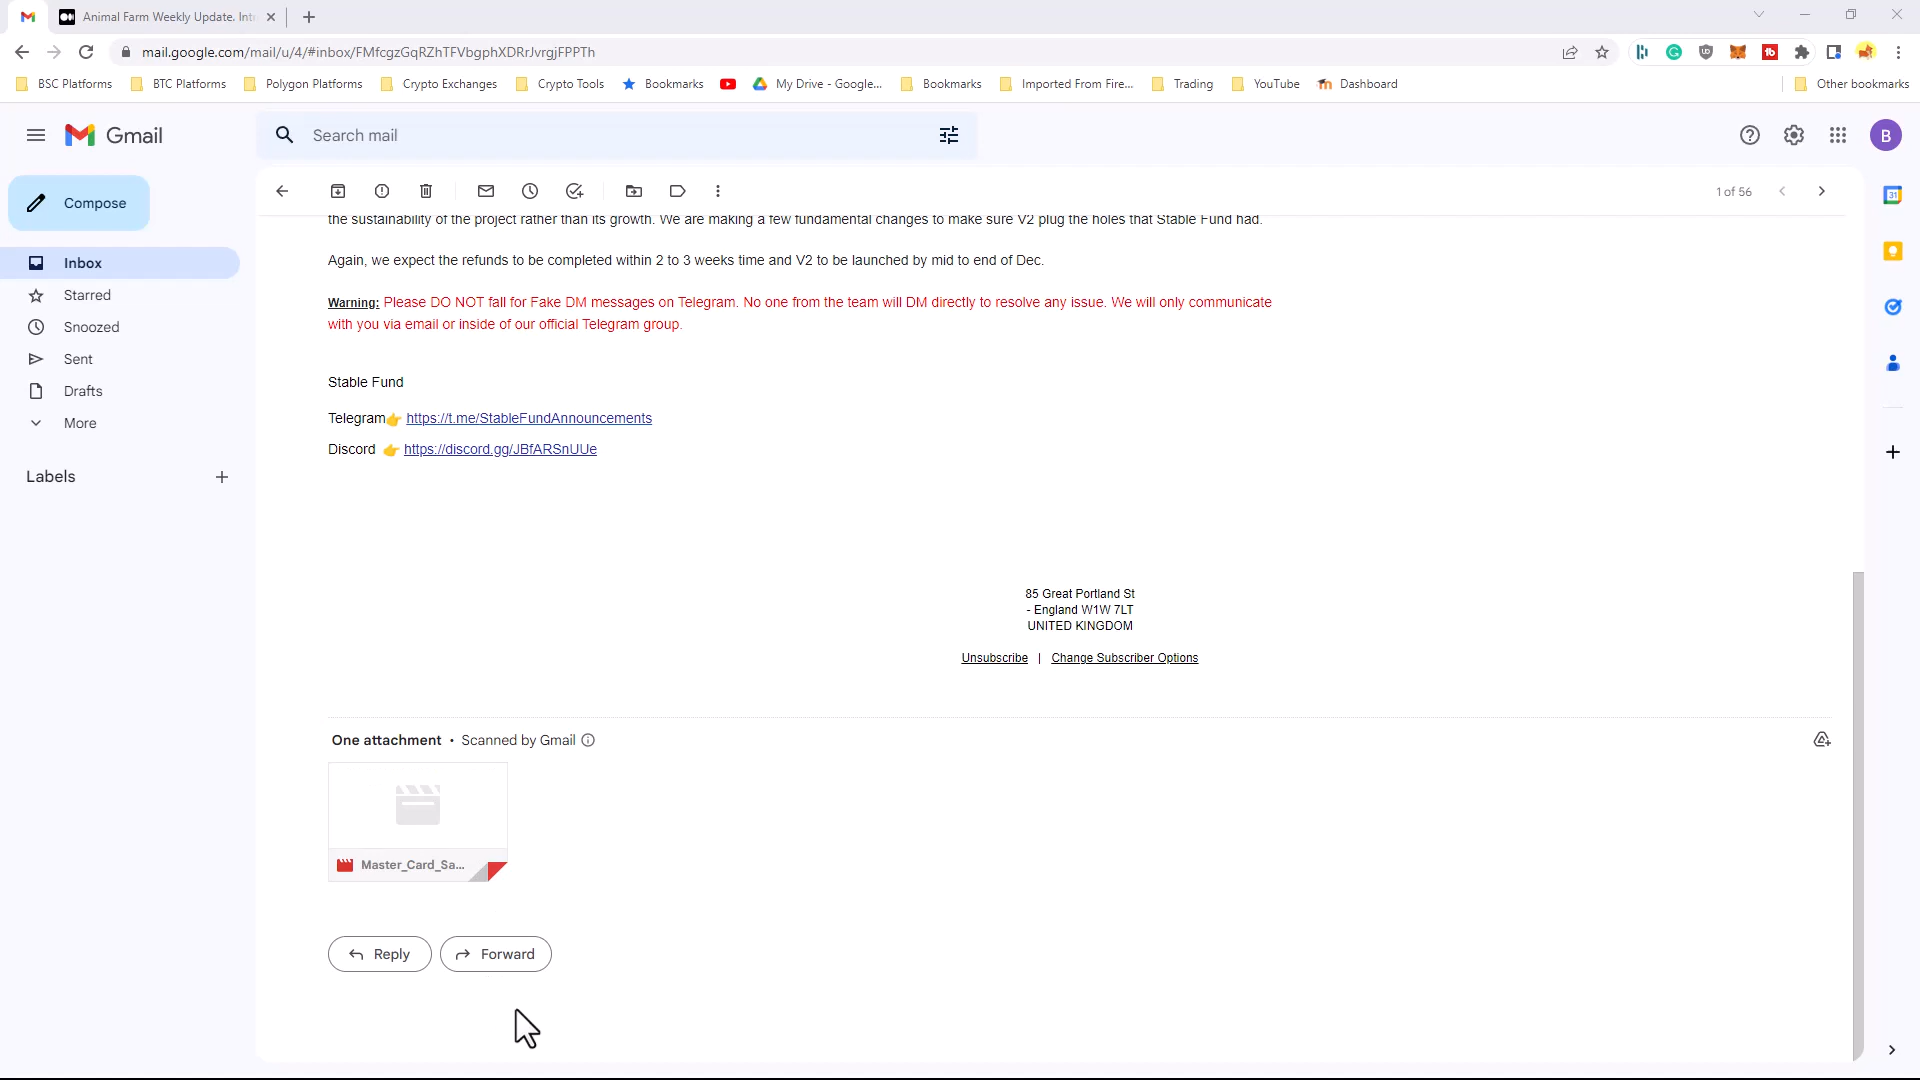 Animal Farm Weekly Update. Intr
mail.google.com/mail/u/4/#inbox/FMfcgzGqRZhTFVbgphXDRrJvrgjFPPTh
BSC Platforms
BTC Platforms
Polygon Platforms
Crypto Exchanges
Crypto Tools
Bookmarks
My Drive - Google...
Bookmarks
Imported From Fire...
Trading
YouTube
Dashboard
Other bookmarks
Gmail
Search mail
B
Compose
1 of 56
31
Inbox
Starred
Snoozed
Sent
Drafts
More
Labels
the sustainability of the project rather than its growth. We are making a few fundamental changes to make sure V2 plug the holes that Stable Fund had.
Again, we expect the refunds to be completed within 2 to 3 weeks time and V2 to be launched by mid to end of Dec.
Warning: Please DO NOT fall for Fake DM messages on Telegram. No one from the team will DM directly to resolve any issue. We will only communicate
with you via email or inside of our official Telegram group.
Stable Fund
Telegram👉 https://t.me/StableFundAnnouncements
Discord 👉 https://discord.gg/JBfARSnUUe
85 Great Portland St
- England W1W 7LT
UNITED KINGDOM
Unsubscribe | Change Subscriber Options
One attachment • Scanned by Gmail
Master_Card_Sa...
Reply
Forward